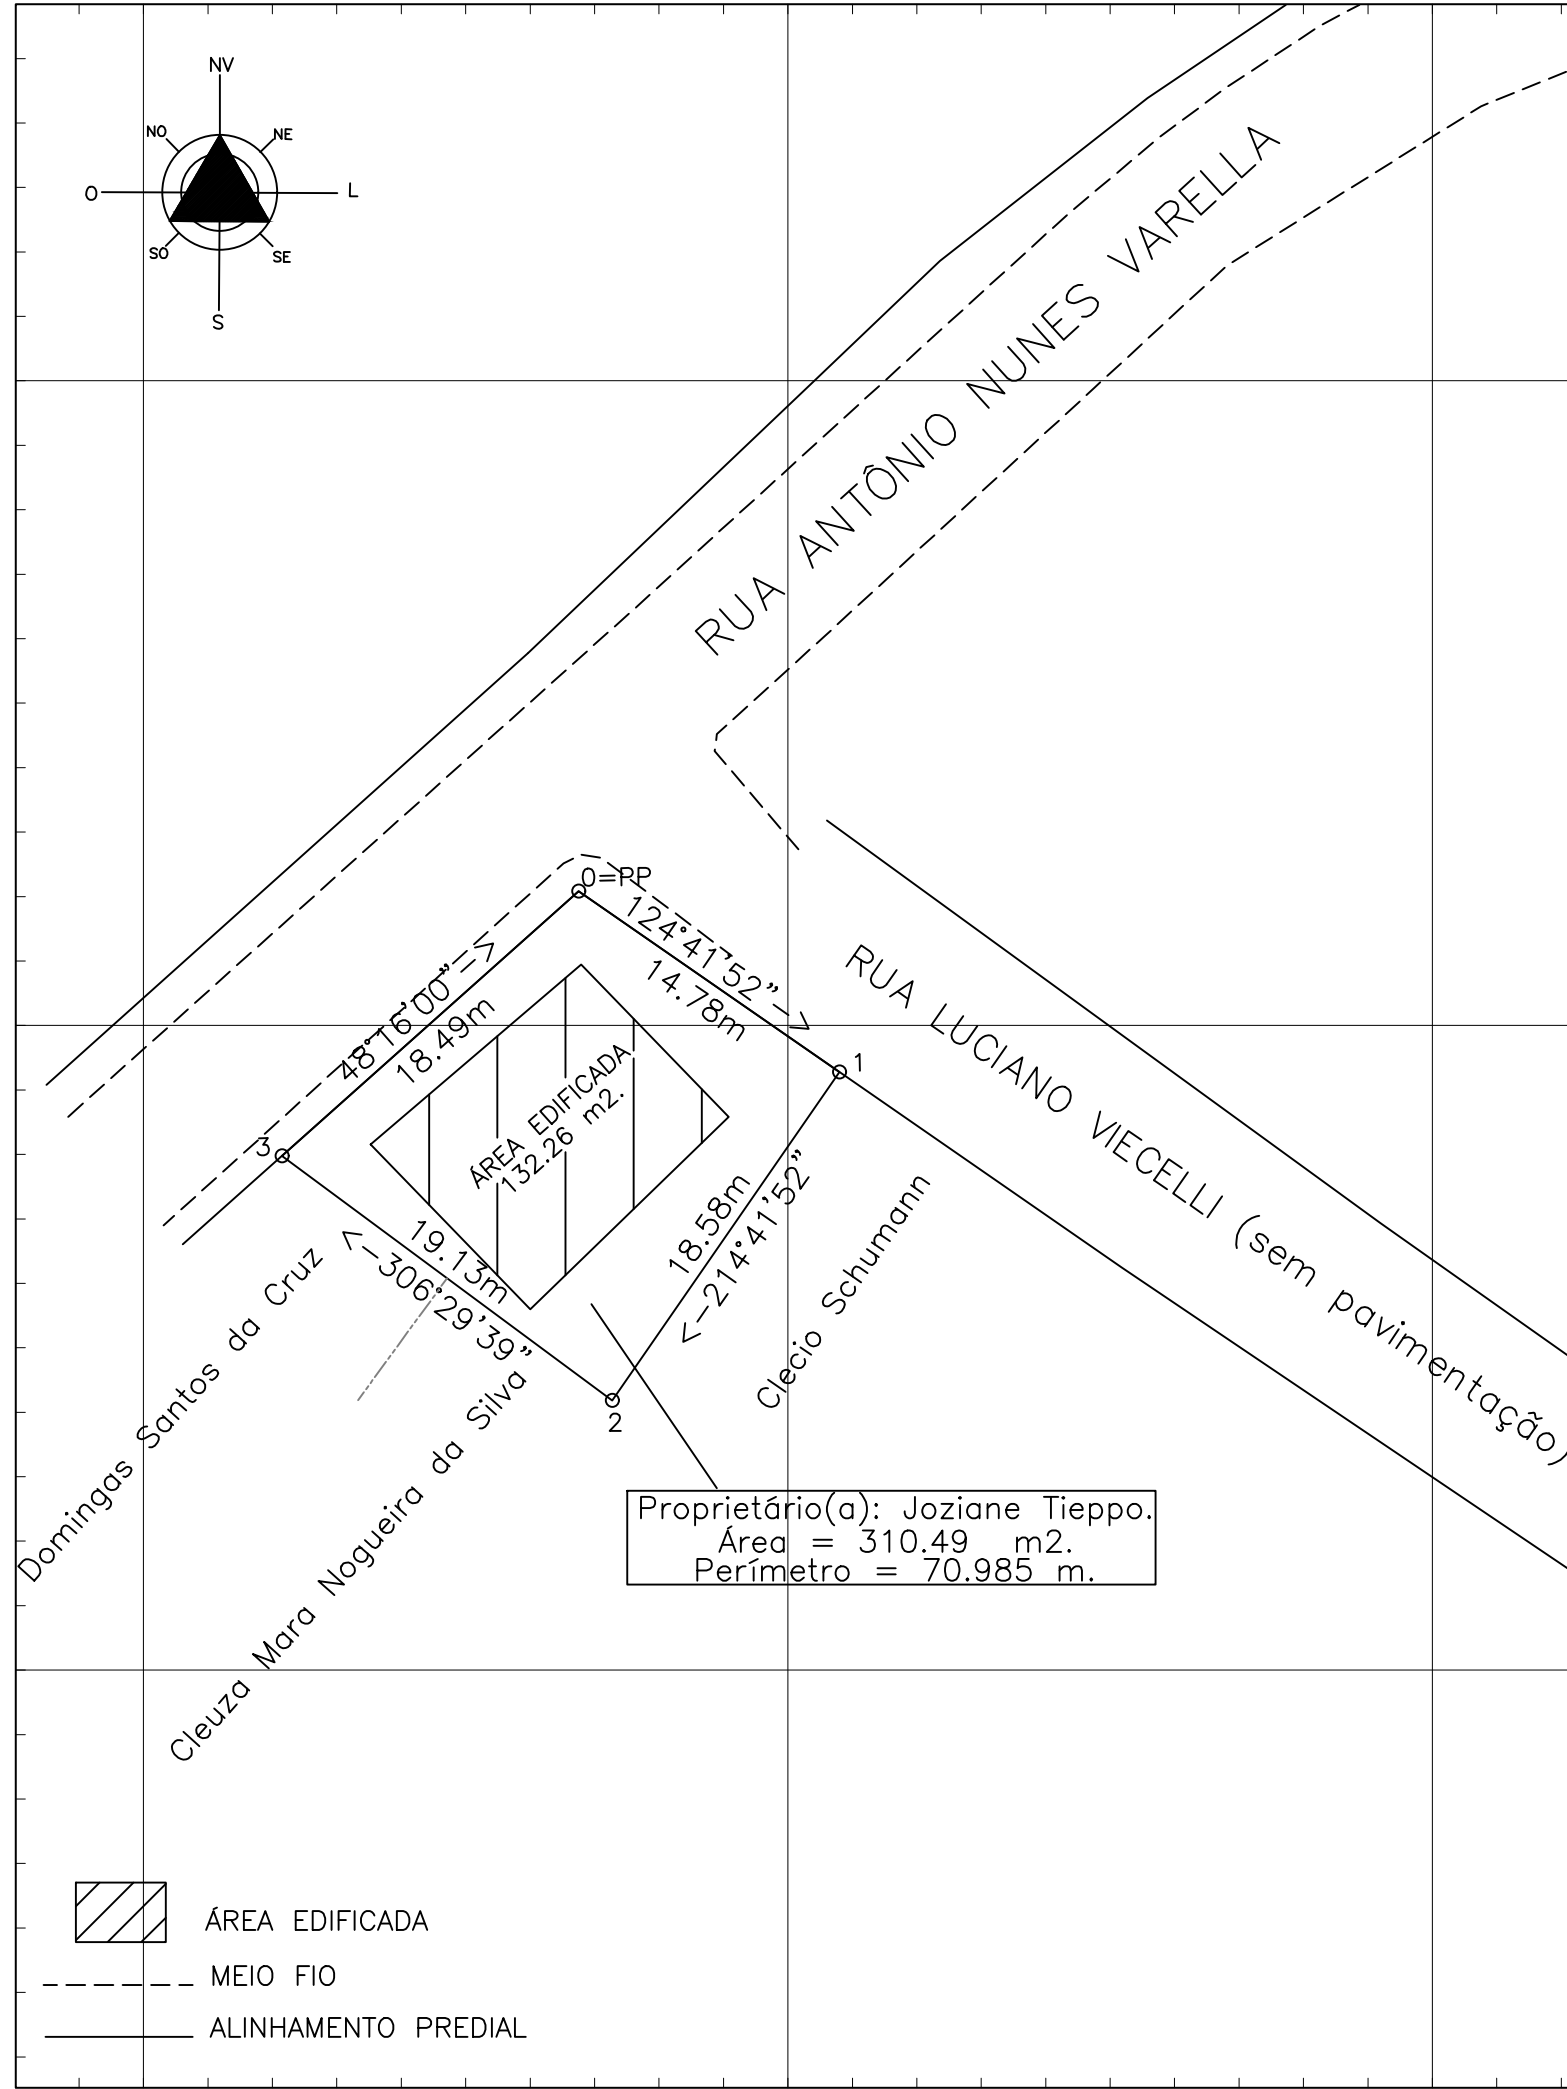 NV
NO
NE
O
L
SO
SE
S
RUA ANTÔNIO NUNES VARELLA
0=PP
124°41'52"->
14.78m
48°16'00"->
18.49m
RUA LUCIANO VIECELLI (sem pavimentação)
1
ÁREA EDIFICADA
132.26 m2.
3
18.58m
<-214°41'52"
19.13m
<-306°29'39"
Clecio Schumann
Domingas Santos da Cruz
2
Cleuza Mara Nogueira da Silva
Proprietário(a): Joziane Tieppo.
Área = 310.49 m2.
Perímetro = 70.985 m.
ÁREA EDIFICADA
MEIO FIO
ALINHAMENTO PREDIAL